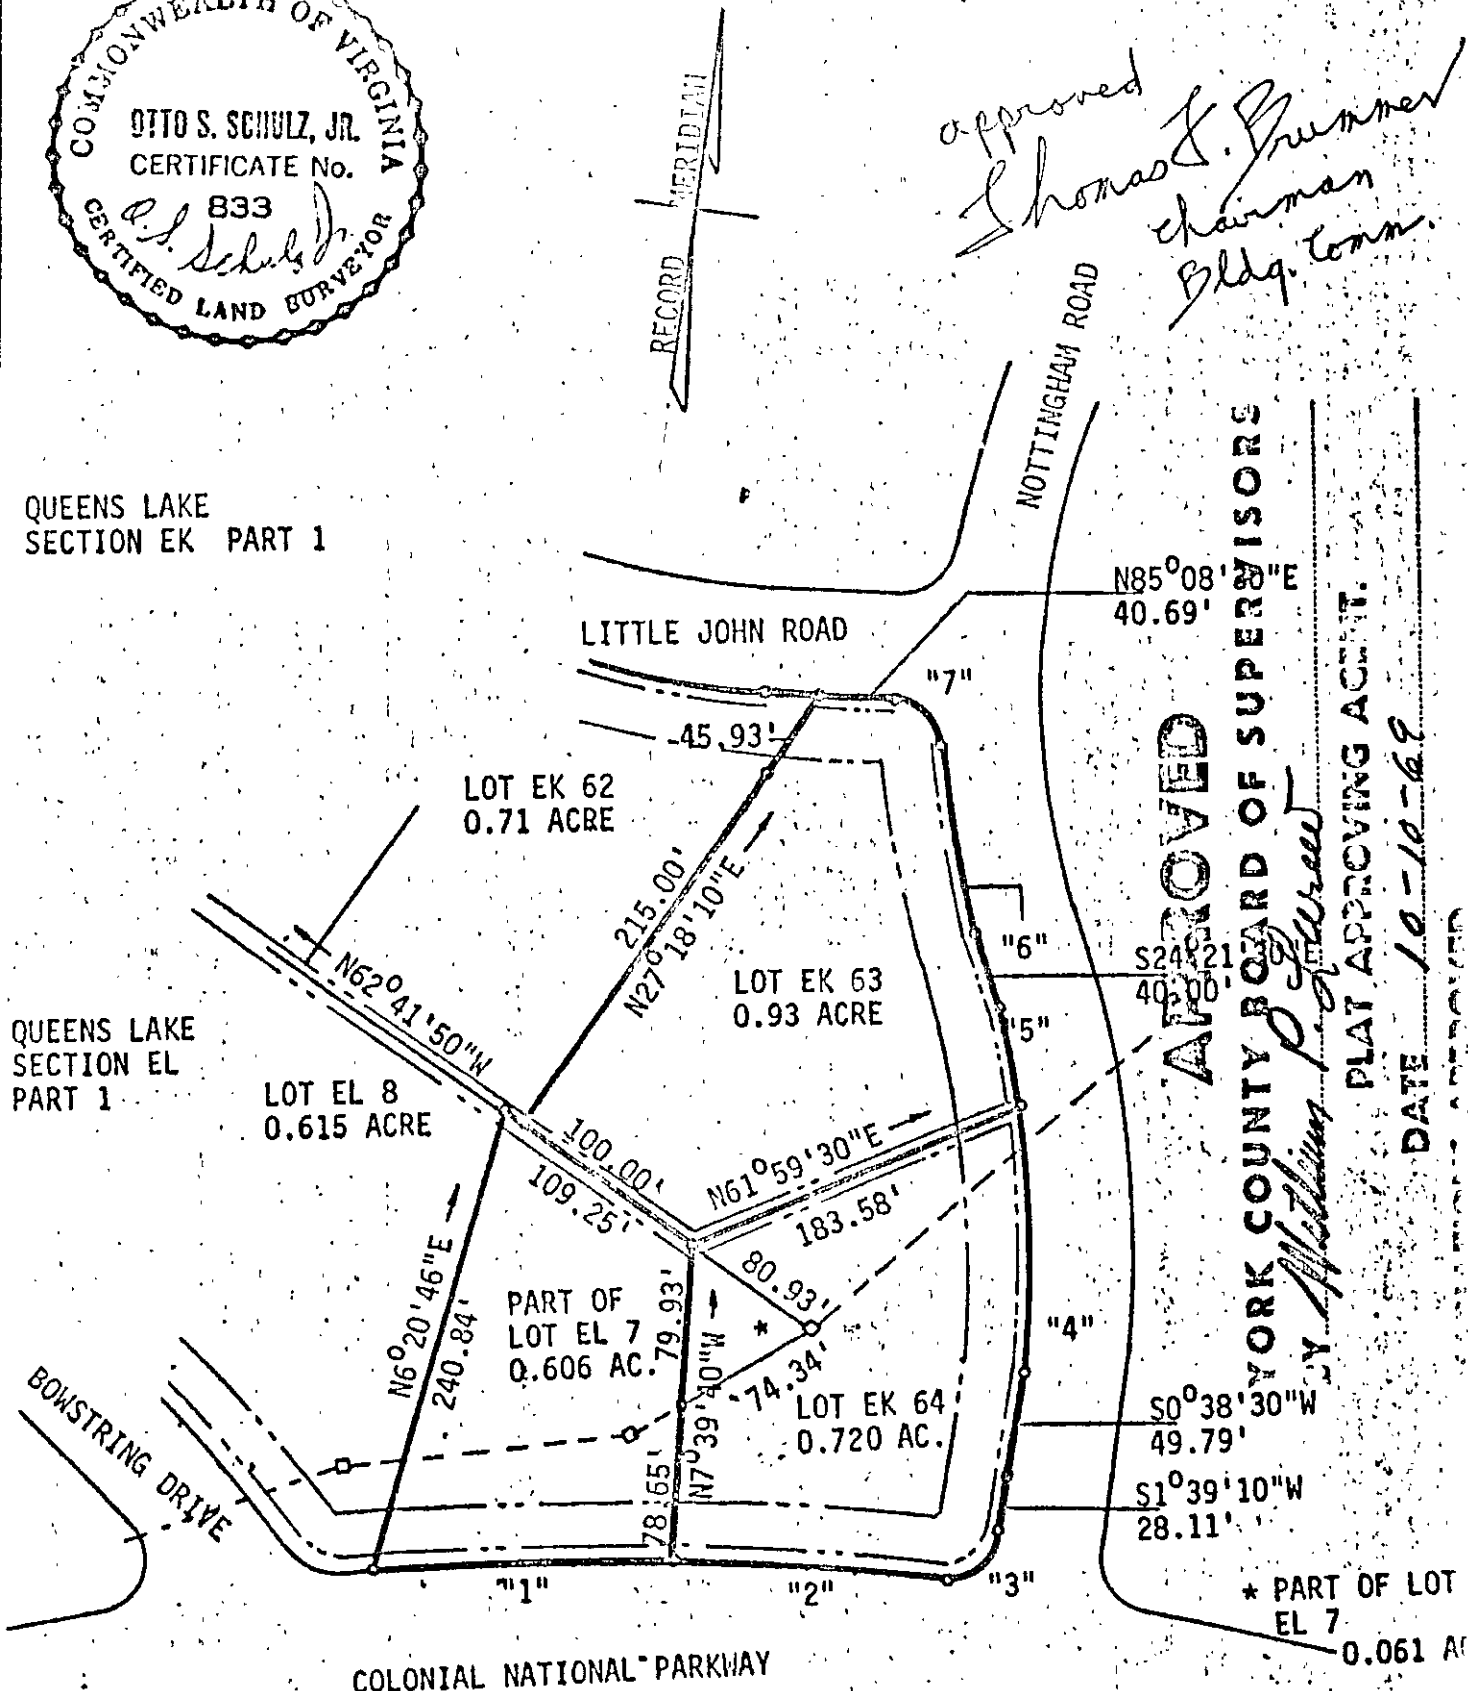 COMMONWEALTH OF VIRGINIA
OTTO S. SCHULZ, JR.
CERTIFICATE No.
833
O. S. Schulz Jr.
CERTIFIED LAND SURVEYOR
RECORD MERIDIAN
approved
Thomas F. Brummer
chairman
Bldg. Comm.
NOTTINGHAM ROAD
QUEENS LAKE
SECTION EK PART 1
N85°08' "E
40.69'
LITTLE JOHN ROAD
"7"
45.93'
LOT EK 62
0.71 ACRE
215.00'
N27°18'10"E
"6"
LOT EK 63
0.93 ACRE
S24°21' "E
40.00'
"5"
N62°41'50"W
QUEENS LAKE
SECTION EL
PART 1
LOT EL 8
0.615 ACRE
100.00'
109.25'
N61°59'30"E
183.58'
80.93'
N6°20'46"E
240.84'
PART OF
LOT EL 7
0.606 AC.
79.93'
*
N7°39'40"W
74.34'
78.65'
"4"
LOT EK 64
0.720 AC.
S0°38'30"W
49.79'
S1°39'10"W
28.11'
BOWSTRING DRIVE
"1"
"2"
"3"
* PART OF LOT
EL 7
0.061 A
COLONIAL NATIONAL PARKWAY
APPROVED
YORK COUNTY BOARD OF SUPERVISORS
PLAT APPROVING AGENT.
DATE 10-10-69